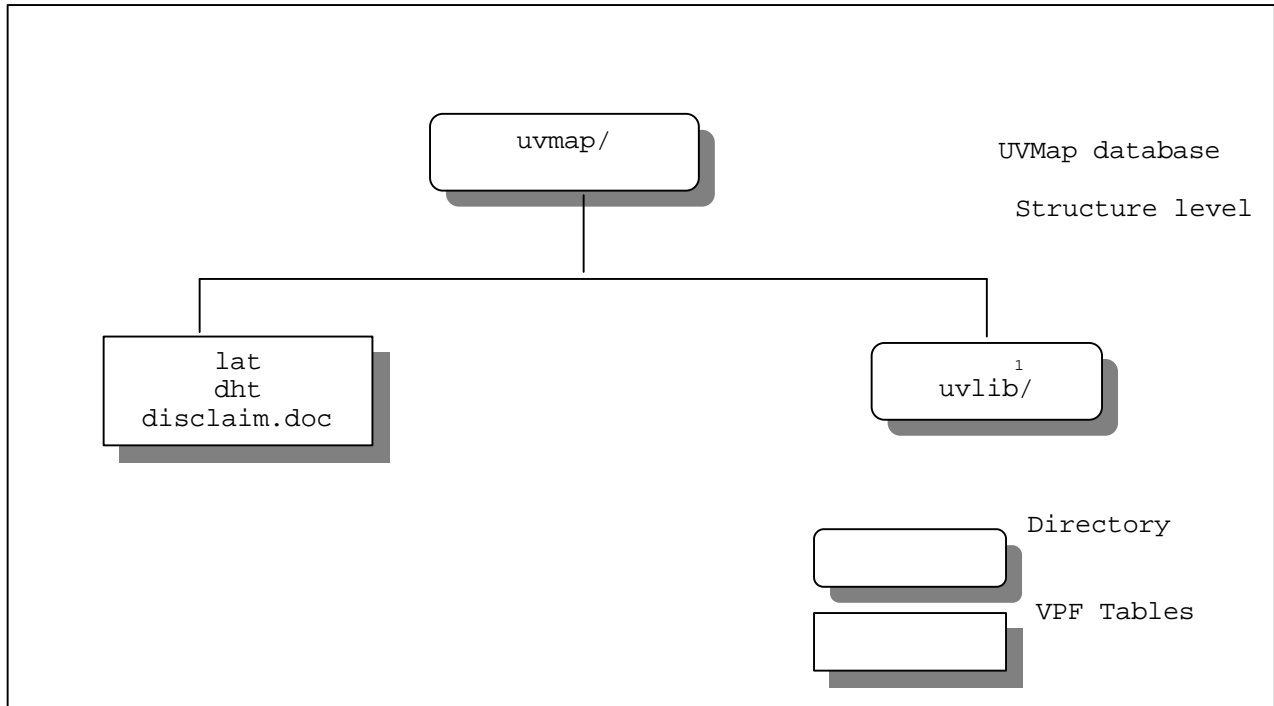 uvmap/
UVMap database
Structure level
lat
dht
disclaim.doc
1
uvlib/
Directory
VPF Tables